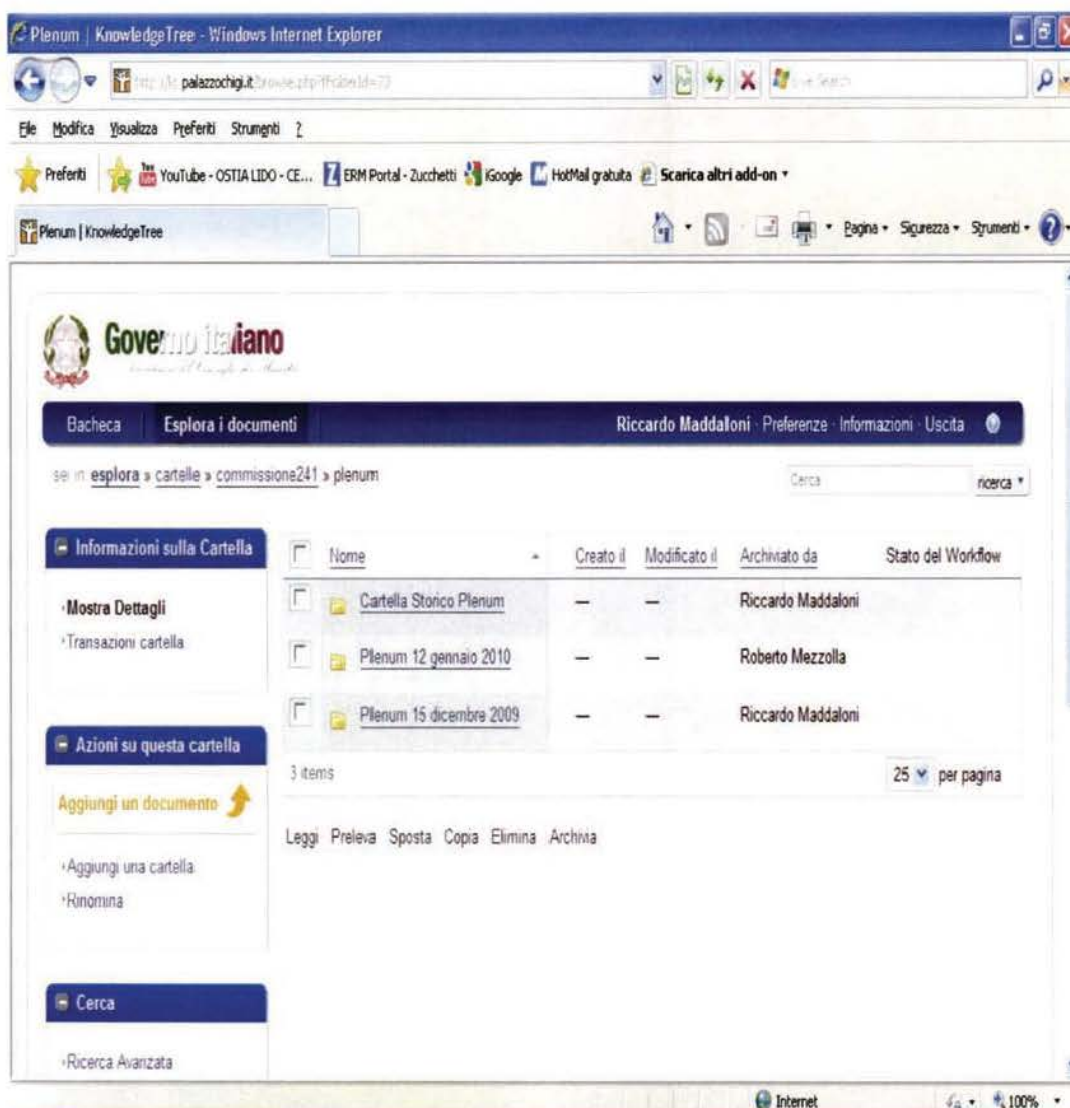 Plenum | KnowledgeTree - Windows Internet Explorer
palazzochigi.it
File Modifica Visualizza Preferiti Strumenti ?
Preferiti YouTube - OSTIA LIDO - CE... ERM Portal - Zucchetti iGoogle HotMail gratuita Scarica altri add-on
Plenum | KnowledgeTree Pagina Sicurezza Strumenti
Governo italiano
Bacheca Esplora i documenti Riccardo Maddaloni · Preferenze · Informazioni · Uscita
sei in esplora » cartelle » commissione241 » plenum Cerca ricerca
Informazioni sulla Cartella
Mostra Dettagli
Transazioni cartella
Azioni su questa cartella
Aggiungi un documento
Aggiungi una cartella
Rinomina
Cerca
Ricerca Avanzata
Nome Creato il Modificato il Archiviato da Stato del Workflow
Cartella Storico Plenum — — Riccardo Maddaloni
Plenum 12 gennaio 2010 — — Roberto Mezzolla
Plenum 15 dicembre 2009 — — Riccardo Maddaloni
3 items 25 per pagina
Leggi Preleva Sposta Copia Elimina Archivia
Internet 100%